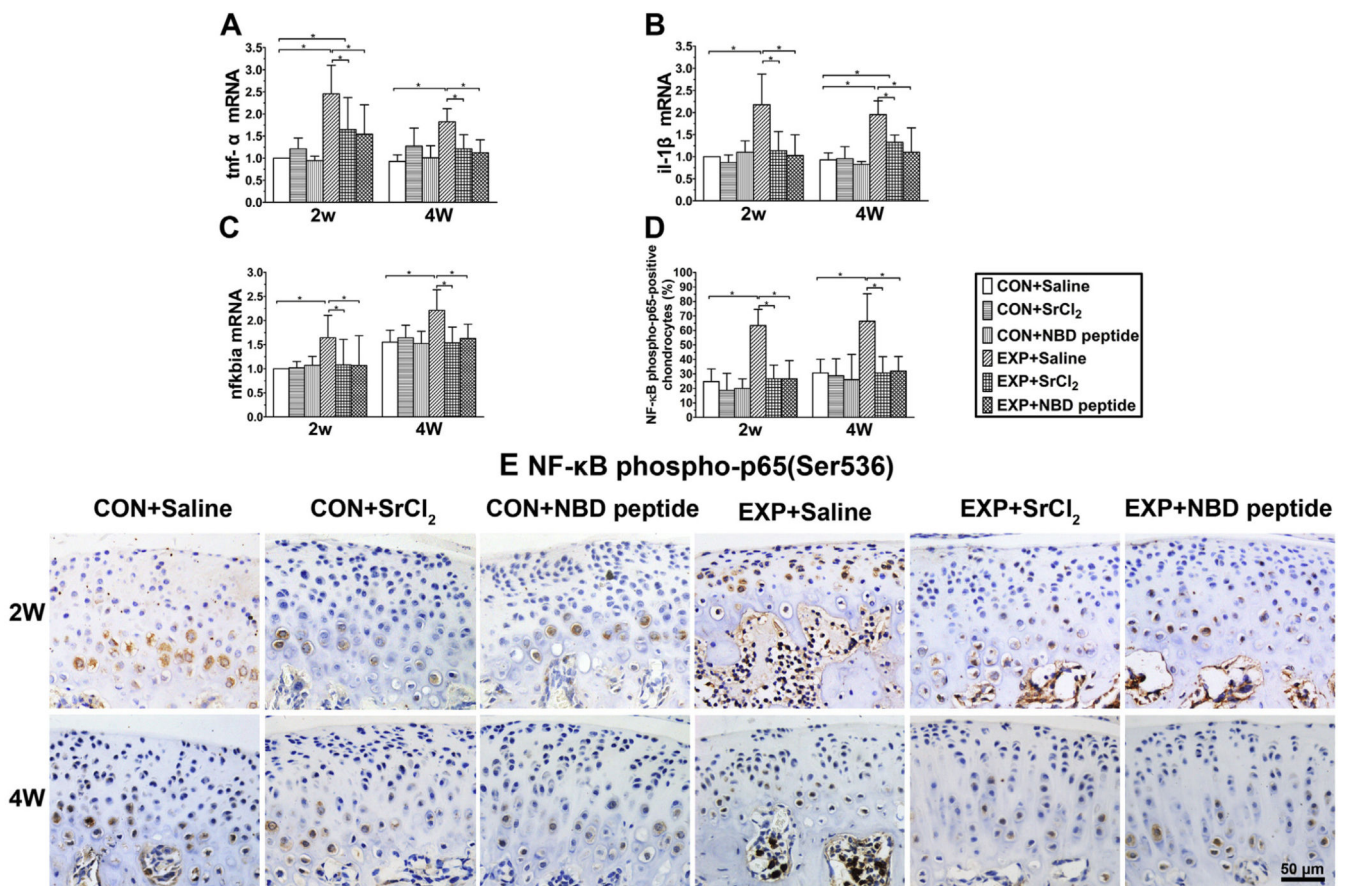 A
*
* *
*
* *
*
3.5
3.0
2.5
2.0
1.5
1.0
0.5
0.0
tnf- α mRNA
2w 4W
B
* *
*
*
* *
*
3.5
3.0
2.5
2.0
1.5
1.0
0.5
0.0
il-1β mRNA
2w 4W
C
* *
*
* *
*
3.0
2.5
2.0
1.5
1.0
0.5
0.0
nfkbia mRNA
2w 4W
D
* *
*
* *
*
100
90
80
70
60
50
40
30
20
10
0
NF-κB phospho-p65-positive
chondrocytes (%)
2w 4W
CON+Saline
CON+SrCl₂
CON+NBD peptide
EXP+Saline
EXP+SrCl₂
EXP+NBD peptide
E NF-κB phospho-p65(Ser536)
CON+Saline CON+SrCl₂ CON+NBD peptide EXP+Saline EXP+SrCl₂ EXP+NBD peptide
2W
4W
50 µm